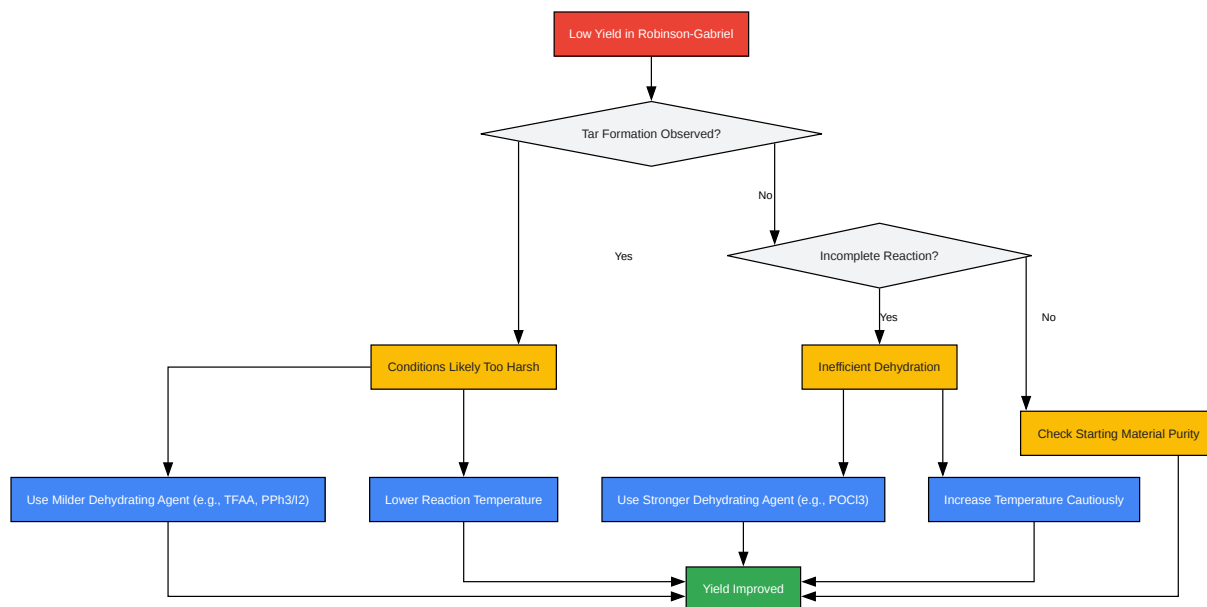 Low Yield in Robinson-Gabriel
Tar Formation Observed?
No
Yes
Incomplete Reaction?
Yes
No
Conditions Likely Too Harsh
Inefficient Dehydration
Check Starting Material Purity
Use Milder Dehydrating Agent (e.g., TFAA, PPh3/I2)
Lower Reaction Temperature
Use Stronger Dehydrating Agent (e.g., POCl3)
Increase Temperature Cautiously
Yield Improved